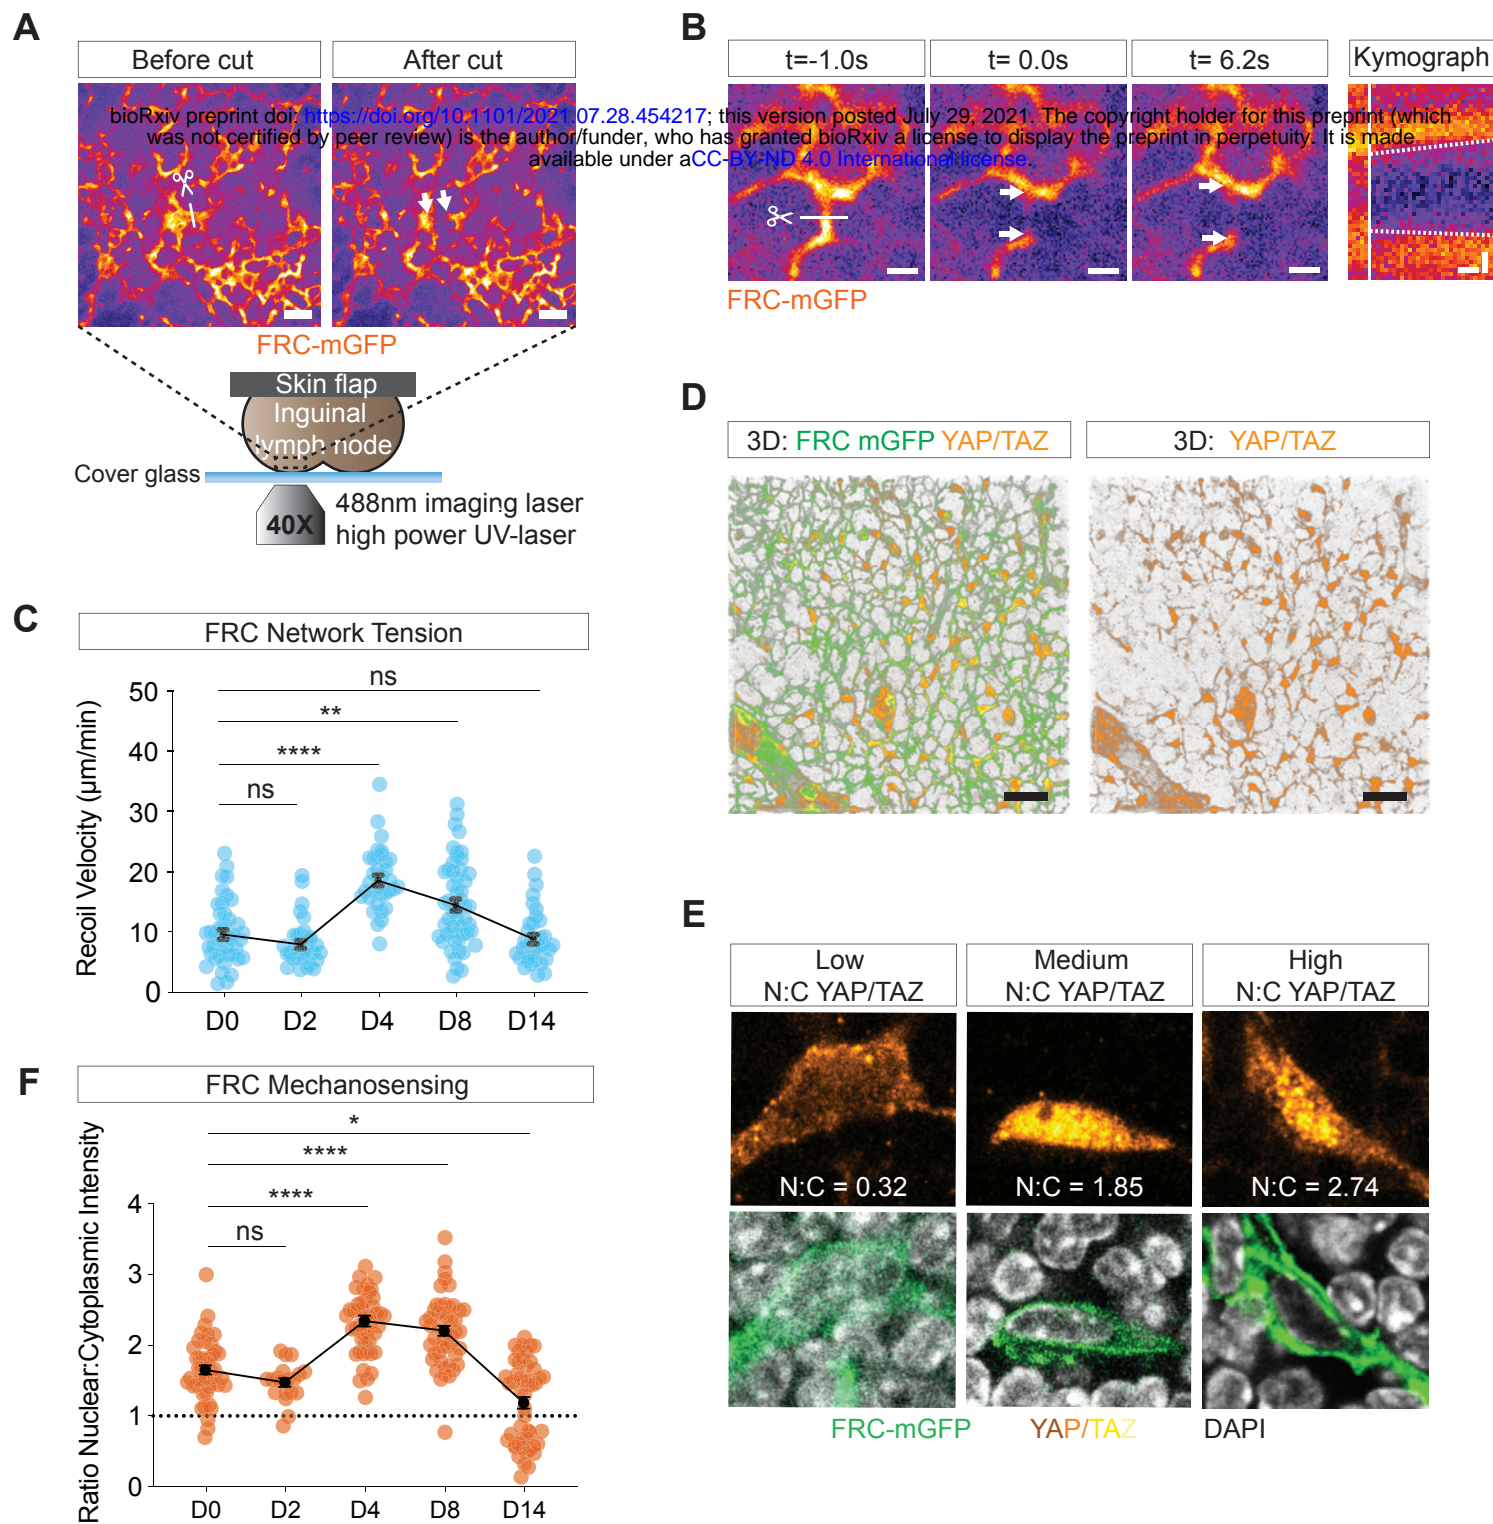 A
Before cut
After cut
bioRxiv preprint doi: https://doi.org/10.1101/2021.07.28.454217; this version posted July 29, 2021. The copyright holder for this preprint (which
was not certified by peer review) is the author/funder, who has granted bioRxiv a license to display the preprint in perpetuity. It is made
available under aCC-BY-ND 4.0 International license.
FRC-mGFP
Skin flap
Inguinal
lymph node
Cover glass
40X
488nm imaging laser
high power UV-laser
B
t=-1.0s
t= 0.0s
t= 6.2s
Kymograph
FRC-mGFP
C
FRC Network Tension
Recoil Velocity (µm/min)
50
40
30
20
10
0
ns
**
****
ns
D0
D2
D4
D8
D14
D
3D: FRC mGFP YAP/TAZ
3D: YAP/TAZ
E
Low
N:C YAP/TAZ
Medium
N:C YAP/TAZ
High
N:C YAP/TAZ
N:C = 0.32
N:C = 1.85
N:C = 2.74
FRC-mGFP
YAP/TAZ
DAPI
F
FRC Mechanosensing
Ratio Nuclear:Cytoplasmic Intensity
*
****
****
ns
4
3
2
1
0
D0
D2
D4
D8
D14